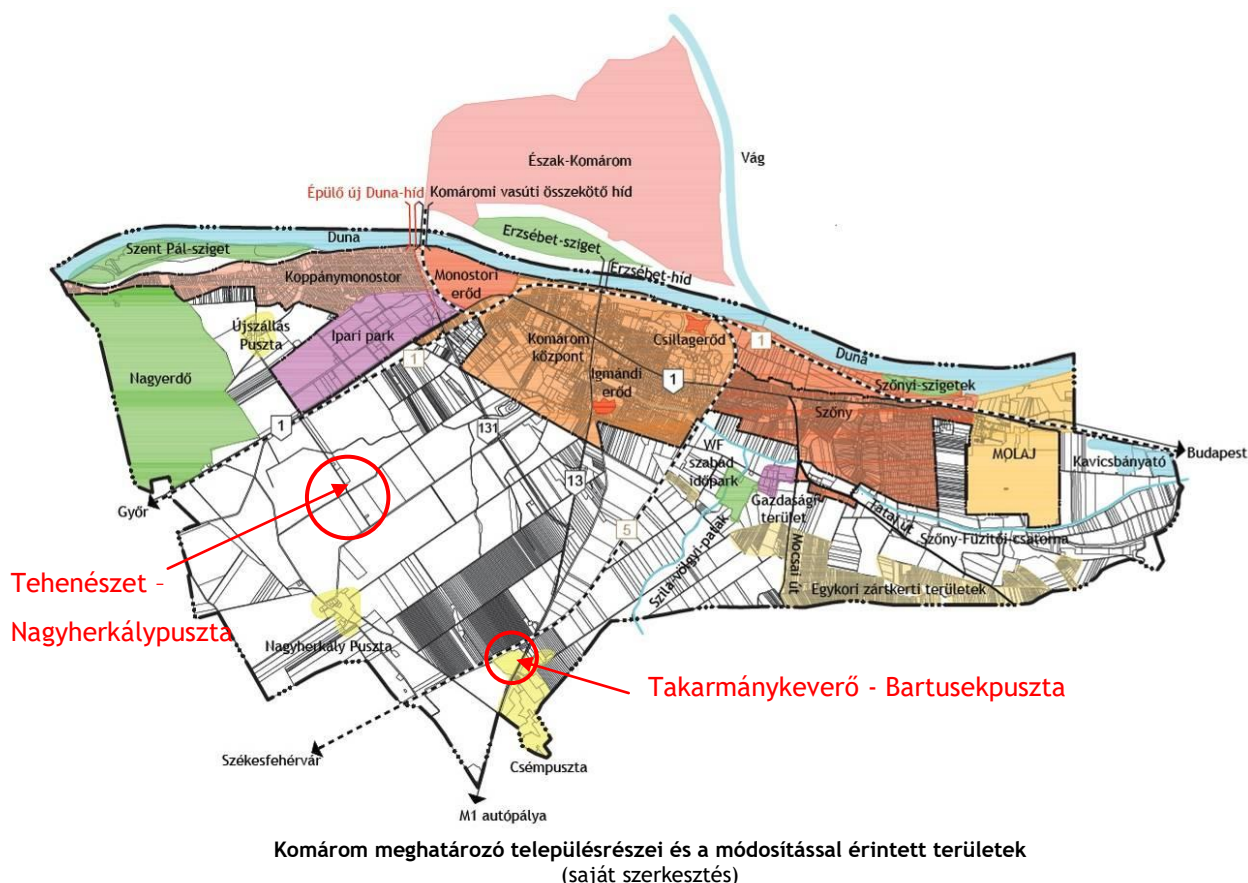 Észak-Komárom
Vág
Épülő új Duna-híd
Komáromi vasúti összekötő híd
Erzsébet-sziget
Erzsébet-híd
Szent Pál-sziget
Duna
Koppánymonostor
Monostori
erőd
Újszállás
Puszta
Ipari park
1
Komárom
központ
Csillagerőd
1
Duna
Nagyerdő
Igmándi
erőd
1
Szőnyi-szigetek
Szőny
1
131
WF
szabad
időpark
MOLAJ
Kavicsbányató
Budapest
13
Gazdasági
terület
Győr
5
Tatai út
Szőny-Füzitői-csatorna
Szila-völgyi-patak
Mocsai út
Egykori zártkerti területek
Tehenészet -
Nagyherkálypuszta
Nagyherkály Puszta
Takarmánykeverő - Bartusekpuszta
Székesfehérvár
Csémpuszta
M1 autópálya
Komárom meghatározó településrészei és a módosítással érintett területek
(saját szerkesztés)